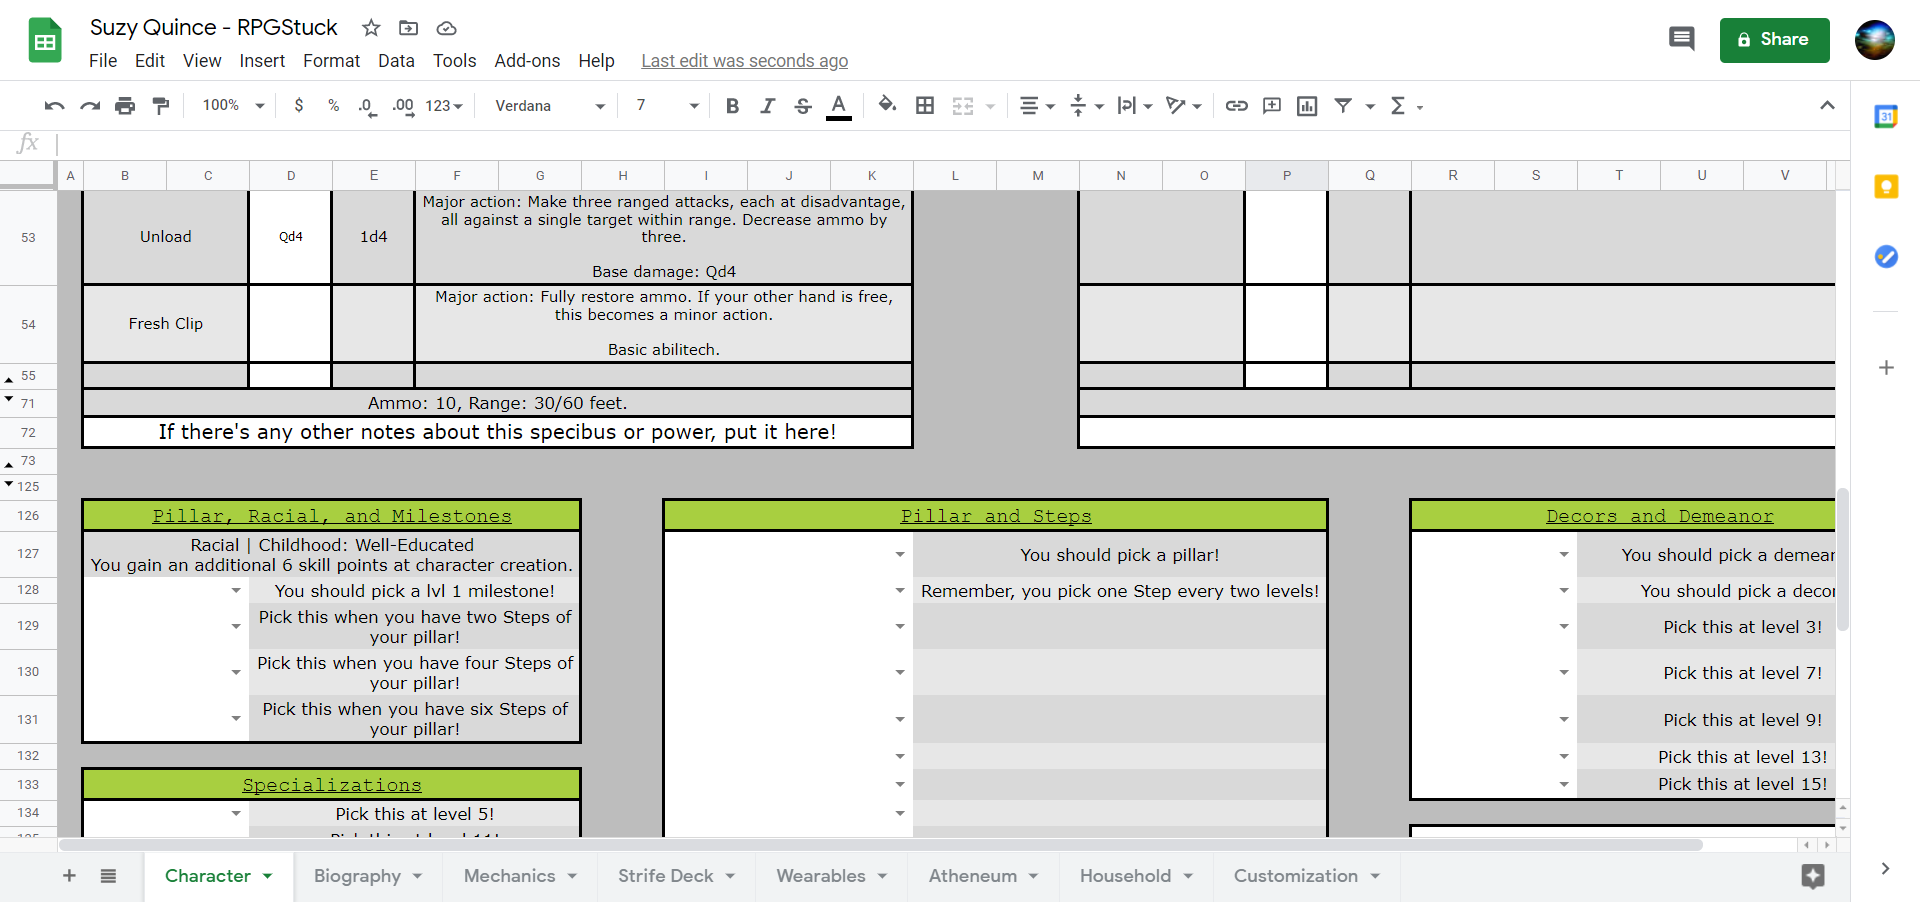 Suzy Quince - RPGStuck
File Edit View Insert Format Data Tools Add-ons Help Last edit was seconds ago
Share
100% $ % .0 .00 123 Verdana 7 B I S A
31
fx
A B C D E F G H I J K L M N O P Q R S T U V
53 Unload Qd4 1d4
Major action: Make three ranged attacks, each at disadvantage,
all against a single target within range. Decrease ammo by
three.
Base damage: Qd4
54 Fresh Clip
Major action: Fully restore ammo. If your other hand is free,
this becomes a minor action.
Basic abilitech.
55
71 Ammo: 10, Range: 30/60 feet.
72 If there's any other notes about this specibus or power, put it here!
73
125
126 Pillar, Racial, and Milestones Pillar and Steps Decors and Demeanor
127 Racial | Childhood: Well-Educated
You gain an additional 6 skill points at character creation.
You should pick a pillar! You should pick a demear
128 You should pick a lvl 1 milestone! Remember, you pick one Step every two levels! You should pick a decor
129 Pick this when you have two Steps of
your pillar!
Pick this at level 3!
130 Pick this when you have four Steps of
your pillar!
Pick this at level 7!
131 Pick this when you have six Steps of
your pillar!
Pick this at level 9!
132 Pick this at level 13!
133 Specializations Pick this at level 15!
134 Pick this at level 5!
Character Biography Mechanics Strife Deck Wearables Atheneum Household Customization